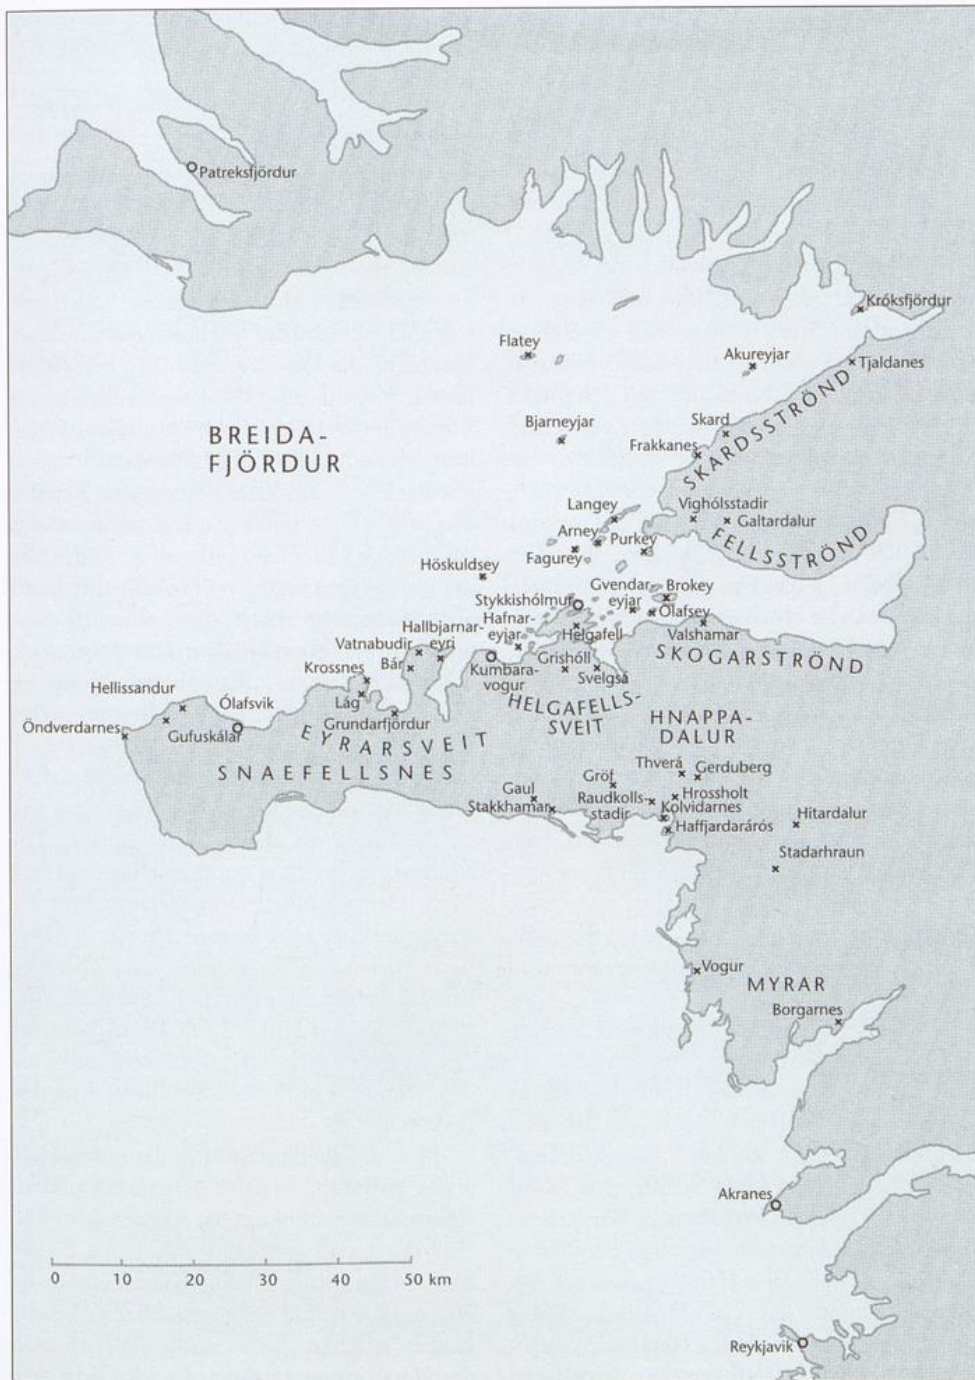 Patreksfjördur
Króksfjördur
Flatey
Akureyjar
Tjaldanes
BREIDA-
FJÖRDUR
Bjarneyjar
Skard
Frakkanes
SKARDSSTRÖND
Langey
Vighólsstadir
Galtardalur
Arney
Purkey
FELLSSTRÖND
Fagurey
Höskuldsey
Gvendar-
eyjar
Brokey
Stykkishólmur
Ólafsey
Hafnar-
eyjar
Helgafell
Valshamar
Hallbjarnar-
eyri
Vatnabudir
SKOGARSTRÖND
Bár
Grishóll
Krossnes
Kumbara-
vogur
Svelgsá
Hellissandur
Lág
HELGAFELLS-
SVEIT
Ólafsvik
Grundarfjördur
HNAPPA-
DALUR
Öndverdarnes
Gufuskálar
EYRARSVEIT
SNAEFELLSNES
Thverá
Gerduberg
Gröf
Gaul
Raudkolls-
stadir
Hrossholt
Stakkhamar
Kolvidarnes
Hitardalur
Haffjardarárós
Stadarhraun
Vogur
MYRAR
Borgarnes
Akranes
0 10 20 30 40 50 km
Reykjavik